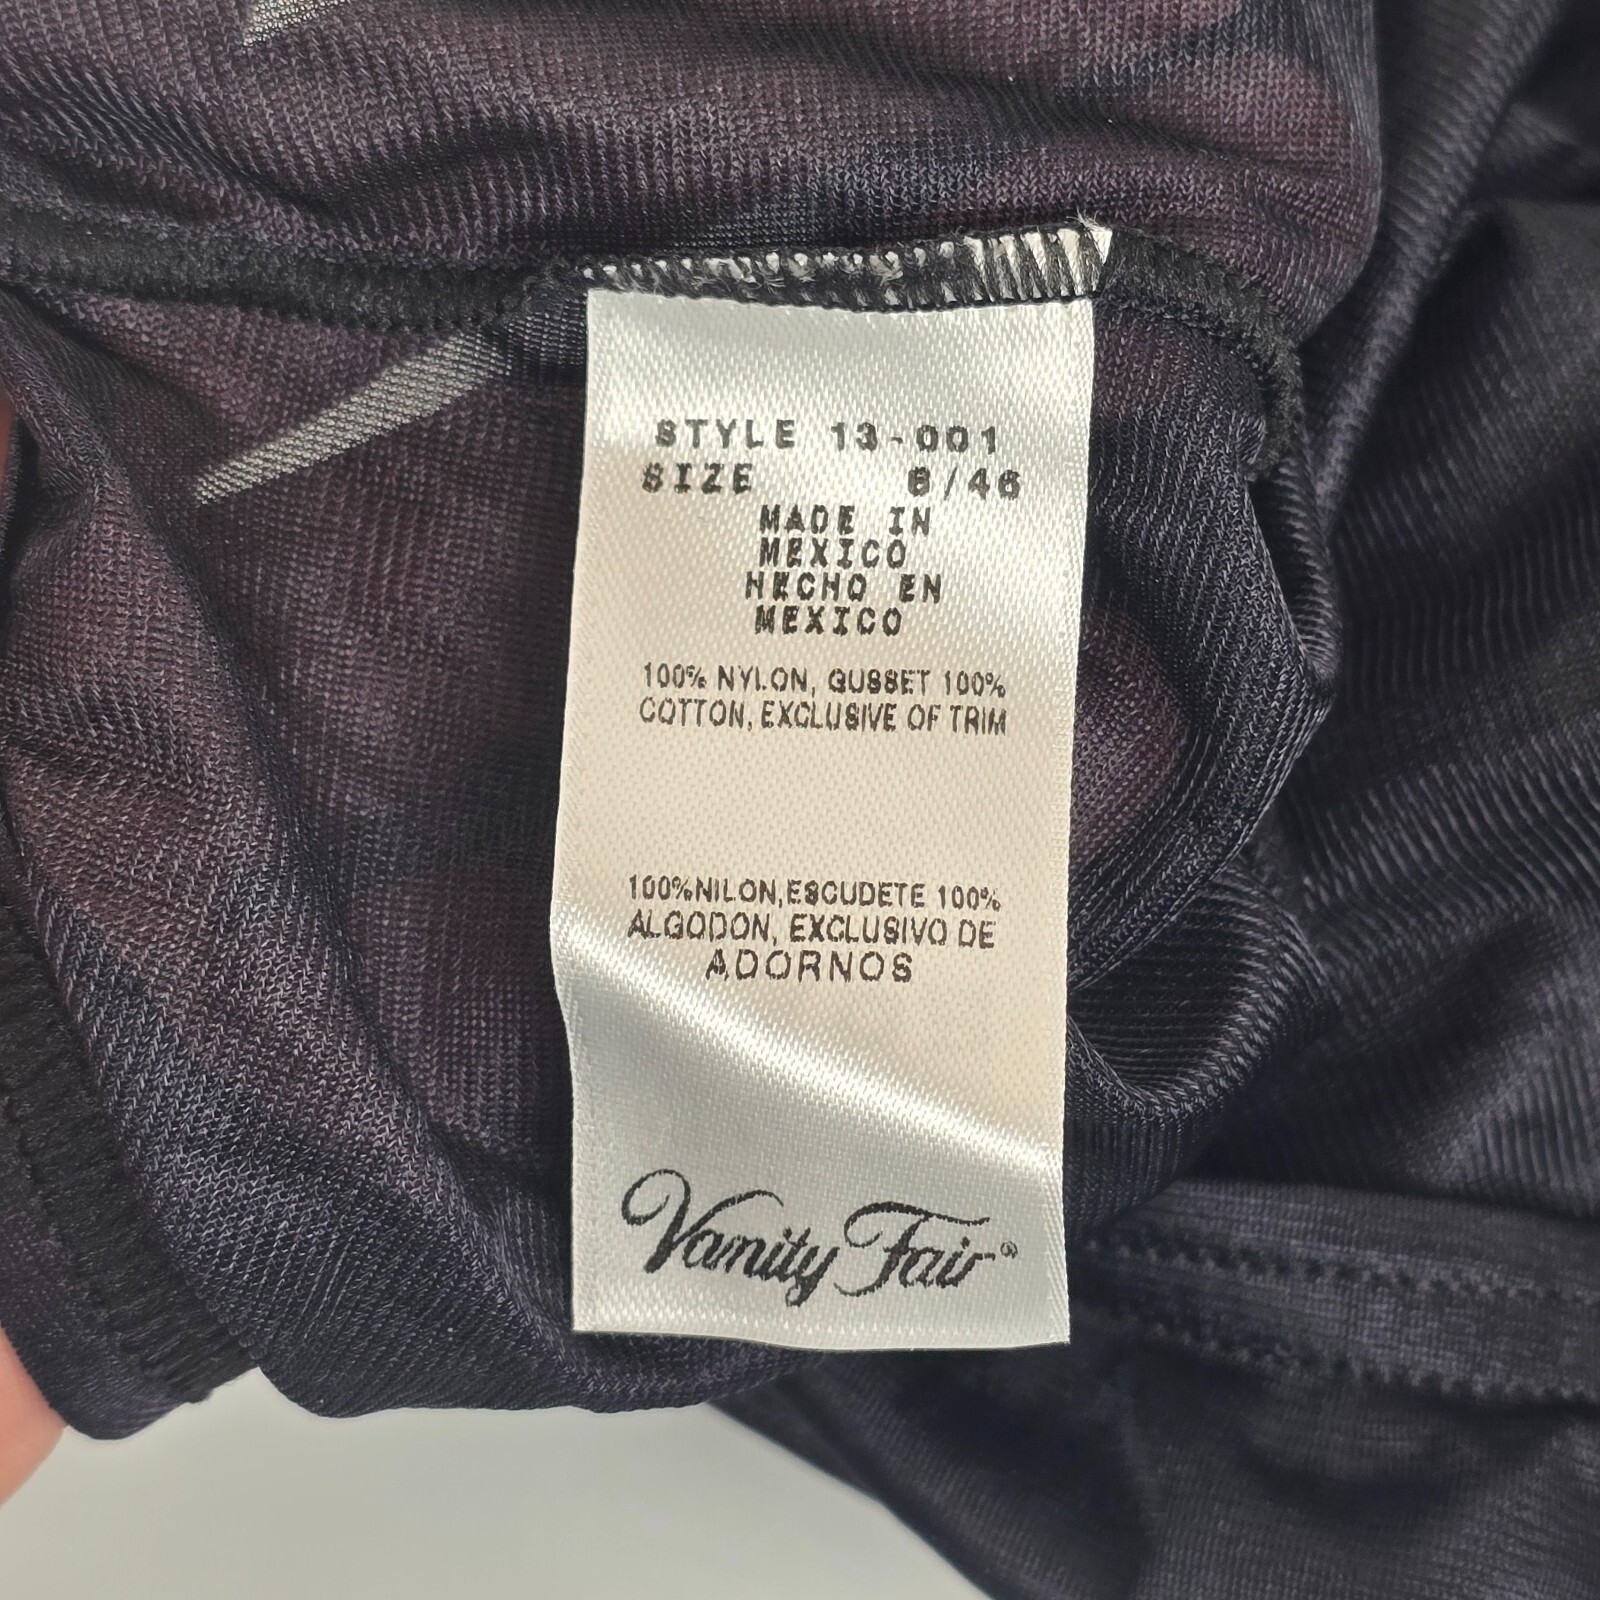 STYLE 13-001
SIZE 8/46
MADE IN
MEXICO
HECHO EN
MEXICO
100% NYLON, GUSSET 100%
COTTON, EXCLUSIVE OF TRIM
100%NILON,ESCUDETE 100%
ALGODON, EXCLUSIVO DE
ADORNOS
Vanity Fair®